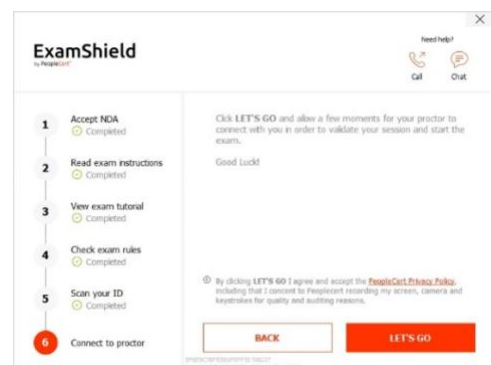 Need help?
ExamShield
by PeopleCert
Call
Chat
1
Accept NDA
Completed
2
Read exam instructions
Completed
3
View exam tutorial
Completed
4
Check exam rules
Completed
5
Scan your ID
Completed
6
Connect to proctor
Click LET'S GO and allow a few moments for your proctor to
connect with you in order to validate your session and start the
exam.
Good Luck!
By clicking LET'S GO I agree and accept the PeopleCert Privacy Policy,
including that I consent to Peoplecert recording my screen, camera and
keystrokes for quality and auditing reasons.
BACK
LET'S GO